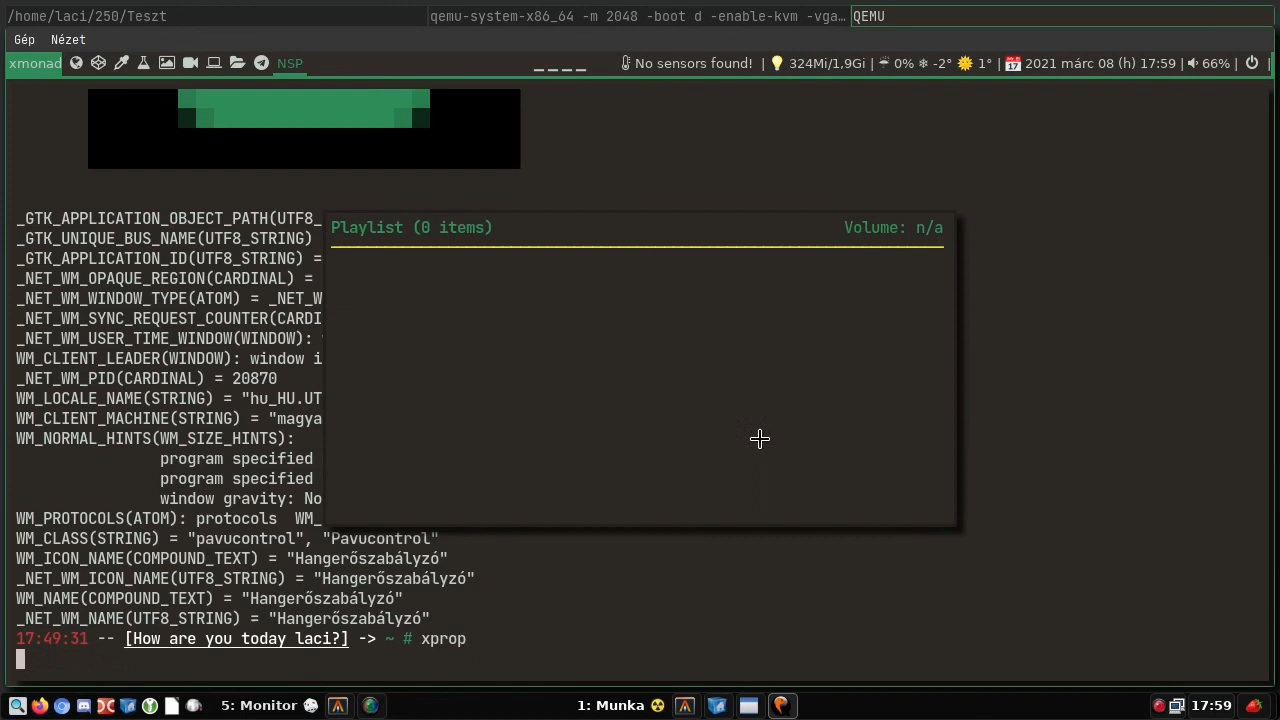 /home/laci/250/Teszt
qemu-system-x86_64 -m 2048 -boot d -enable-kvm -vga…
QEMU
Gép Nézet
xmonad NSP
No sensors found! | 324Mi/1,9Gi | 0% -2° 1° | 2021 márc 08 (h) 17:59 | 66% | |
_GTK_APPLICATION_OBJECT_PATH(UTF8_
_GTK_UNIQUE_BUS_NAME(UTF8_STRING)
_GTK_APPLICATION_ID(UTF8_STRING) =
_NET_WM_OPAQUE_REGION(CARDINAL) =
_NET_WM_WINDOW_TYPE(ATOM) = _NET_W
_NET_WM_SYNC_REQUEST_COUNTER(CARDI
_NET_WM_USER_TIME_WINDOW(WINDOW):
WM_CLIENT_LEADER(WINDOW): window i
_NET_WM_PID(CARDINAL) = 20870
WM_LOCALE_NAME(STRING) = "hu_HU.UT
WM_CLIENT_MACHINE(STRING) = "magya
WM_NORMAL_HINTS(WM_SIZE_HINTS):
program specified
program specified
window gravity: No
WM_PROTOCOLS(ATOM): protocols WM_
WM_CLASS(STRING) = "pavucontrol", "Pavucontrol"
WM_ICON_NAME(COMPOUND_TEXT) = "Hangerőszabályzó"
_NET_WM_ICON_NAME(UTF8_STRING) = "Hangerőszabályzó"
WM_NAME(COMPOUND_TEXT) = "Hangerőszabályzó"
_NET_WM_NAME(UTF8_STRING) = "Hangerőszabályzó"
17:49:31 -- [How are you today laci?] -> ~ # xprop
Playlist (0 items) Volume: n/a
5: Monitor 1: Munka 17:59